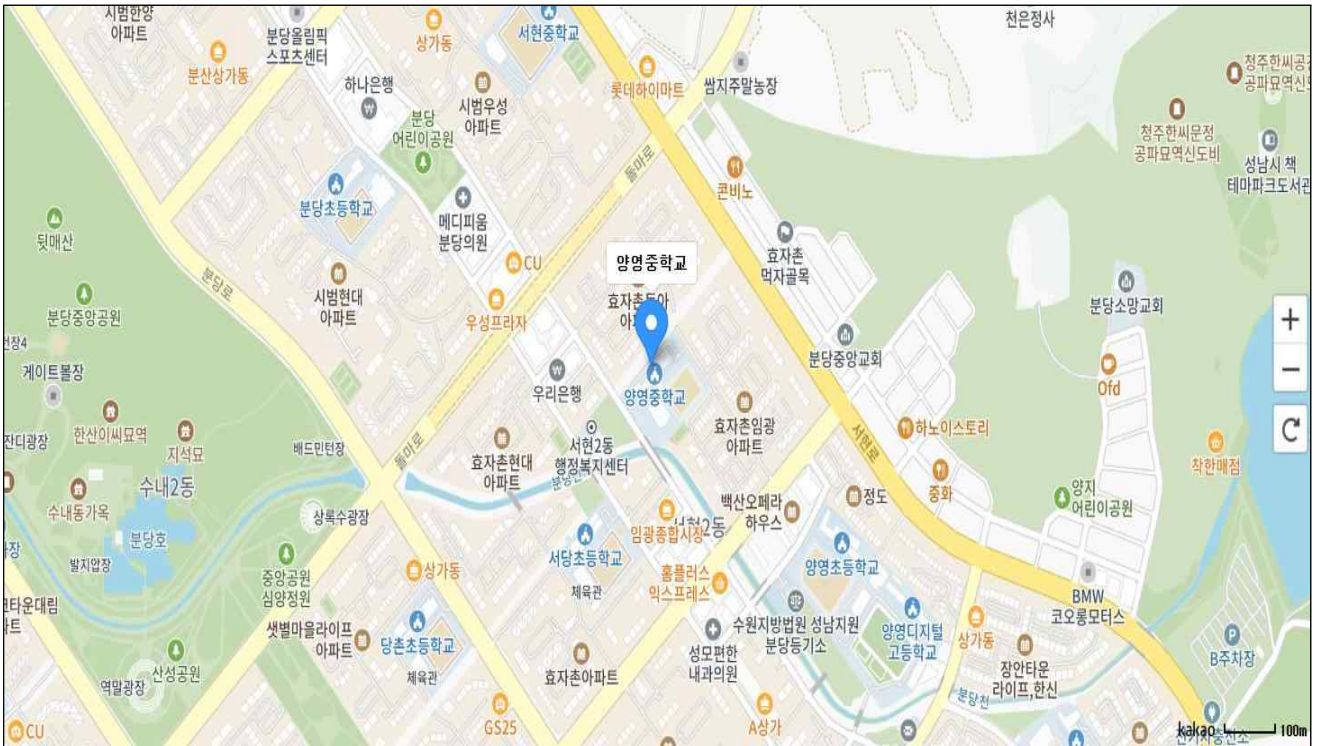 시범한양
아파트
분당올림픽
스포츠센터
상가동
서현중학교
천은정사
분산상가동
하나은행
롯데하이마트
쌈지주말농장
시범우성
아파트
분당
어린이공원
돌마로
청주한씨문정
공파묘역신도비
성남시 책
테마파크도서관
콘비노
분당초등학교
메디피움
분당의원
뒷매산
분당로
CU
양영중학교
효자촌
먹자골목
시범현대
아파트
분당중앙공원
우성프라자
분당소망교회
게이트볼장
우리은행
양영중학교
분당중앙교회
Ofd
한산이씨묘역
지석묘
배드민턴장
돌마로
효자촌현대
아파트
서현2동
행정복지센터
효자촌임광
아파트
서현로
하노이스토리
착한매점
잔디광장
수내2동
수내동가옥
상록수광장
임광종합시장
백산오페라
하우스
정도
중화
양지
어린이공원
분당호
발지압장
서당초등학교
체육관
양영초등학교
중앙공원
심양정원
상가동
홈플러스
익스프레스
BMW
코오롱모터스
샛별마을라이프
아파트
당촌초등학교
체육관
수원지방법원 성남지원
분당등기소
양영디지털
고등학교
상가동
성모편한
내과의원
장안타운
라이프,한신
B주차장
산성공원
역말광장
효자촌아파트
분당천
CU
GS25
A상가
kakao
100m